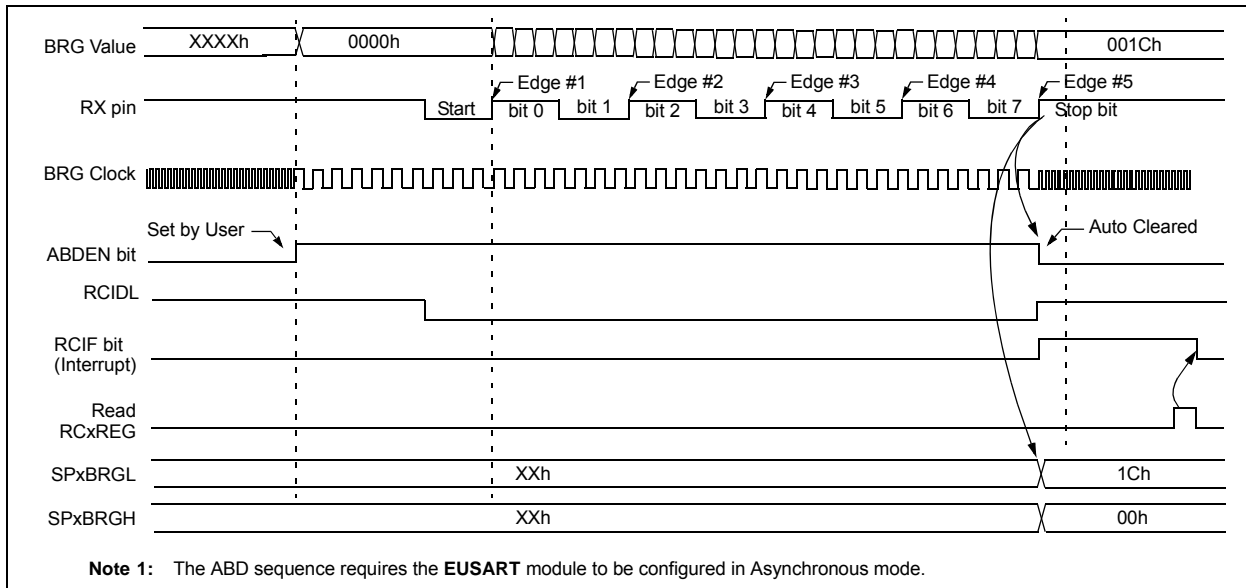 BRG Value XXXXh 0000h 001Ch
Edge #1 Edge #2 Edge #3 Edge #4 Edge #5
RX pin Start bit 0 bit 1 bit 2 bit 3 bit 4 bit 5 bit 6 bit 7 Stop bit
BRG Clock
Set by User Auto Cleared
ABDEN bit
RCIDL
RCIF bit
(Interrupt)
Read
RCxREG
SPxBRGL XXh 1Ch
SPxBRGH XXh 00h
Note 1: The ABD sequence requires the EUSART module to be configured in Asynchronous mode.